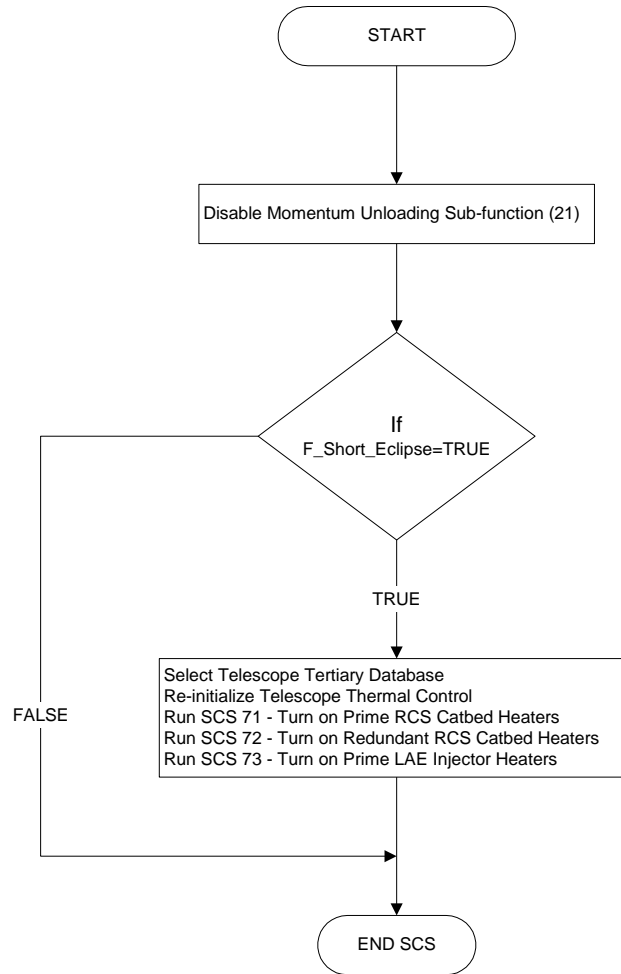 START
Disable Momentum Unloading Sub-function (21)
If
F_Short_Eclipse=TRUE
TRUE
FALSE
Select Telescope Tertiary Database
Re-initialize Telescope Thermal Control
Run SCS 71 - Turn on Prime RCS Catbed Heaters
Run SCS 72 - Turn on Redundant RCS Catbed Heaters
Run SCS 73 - Turn on Prime LAE Injector Heaters
END SCS